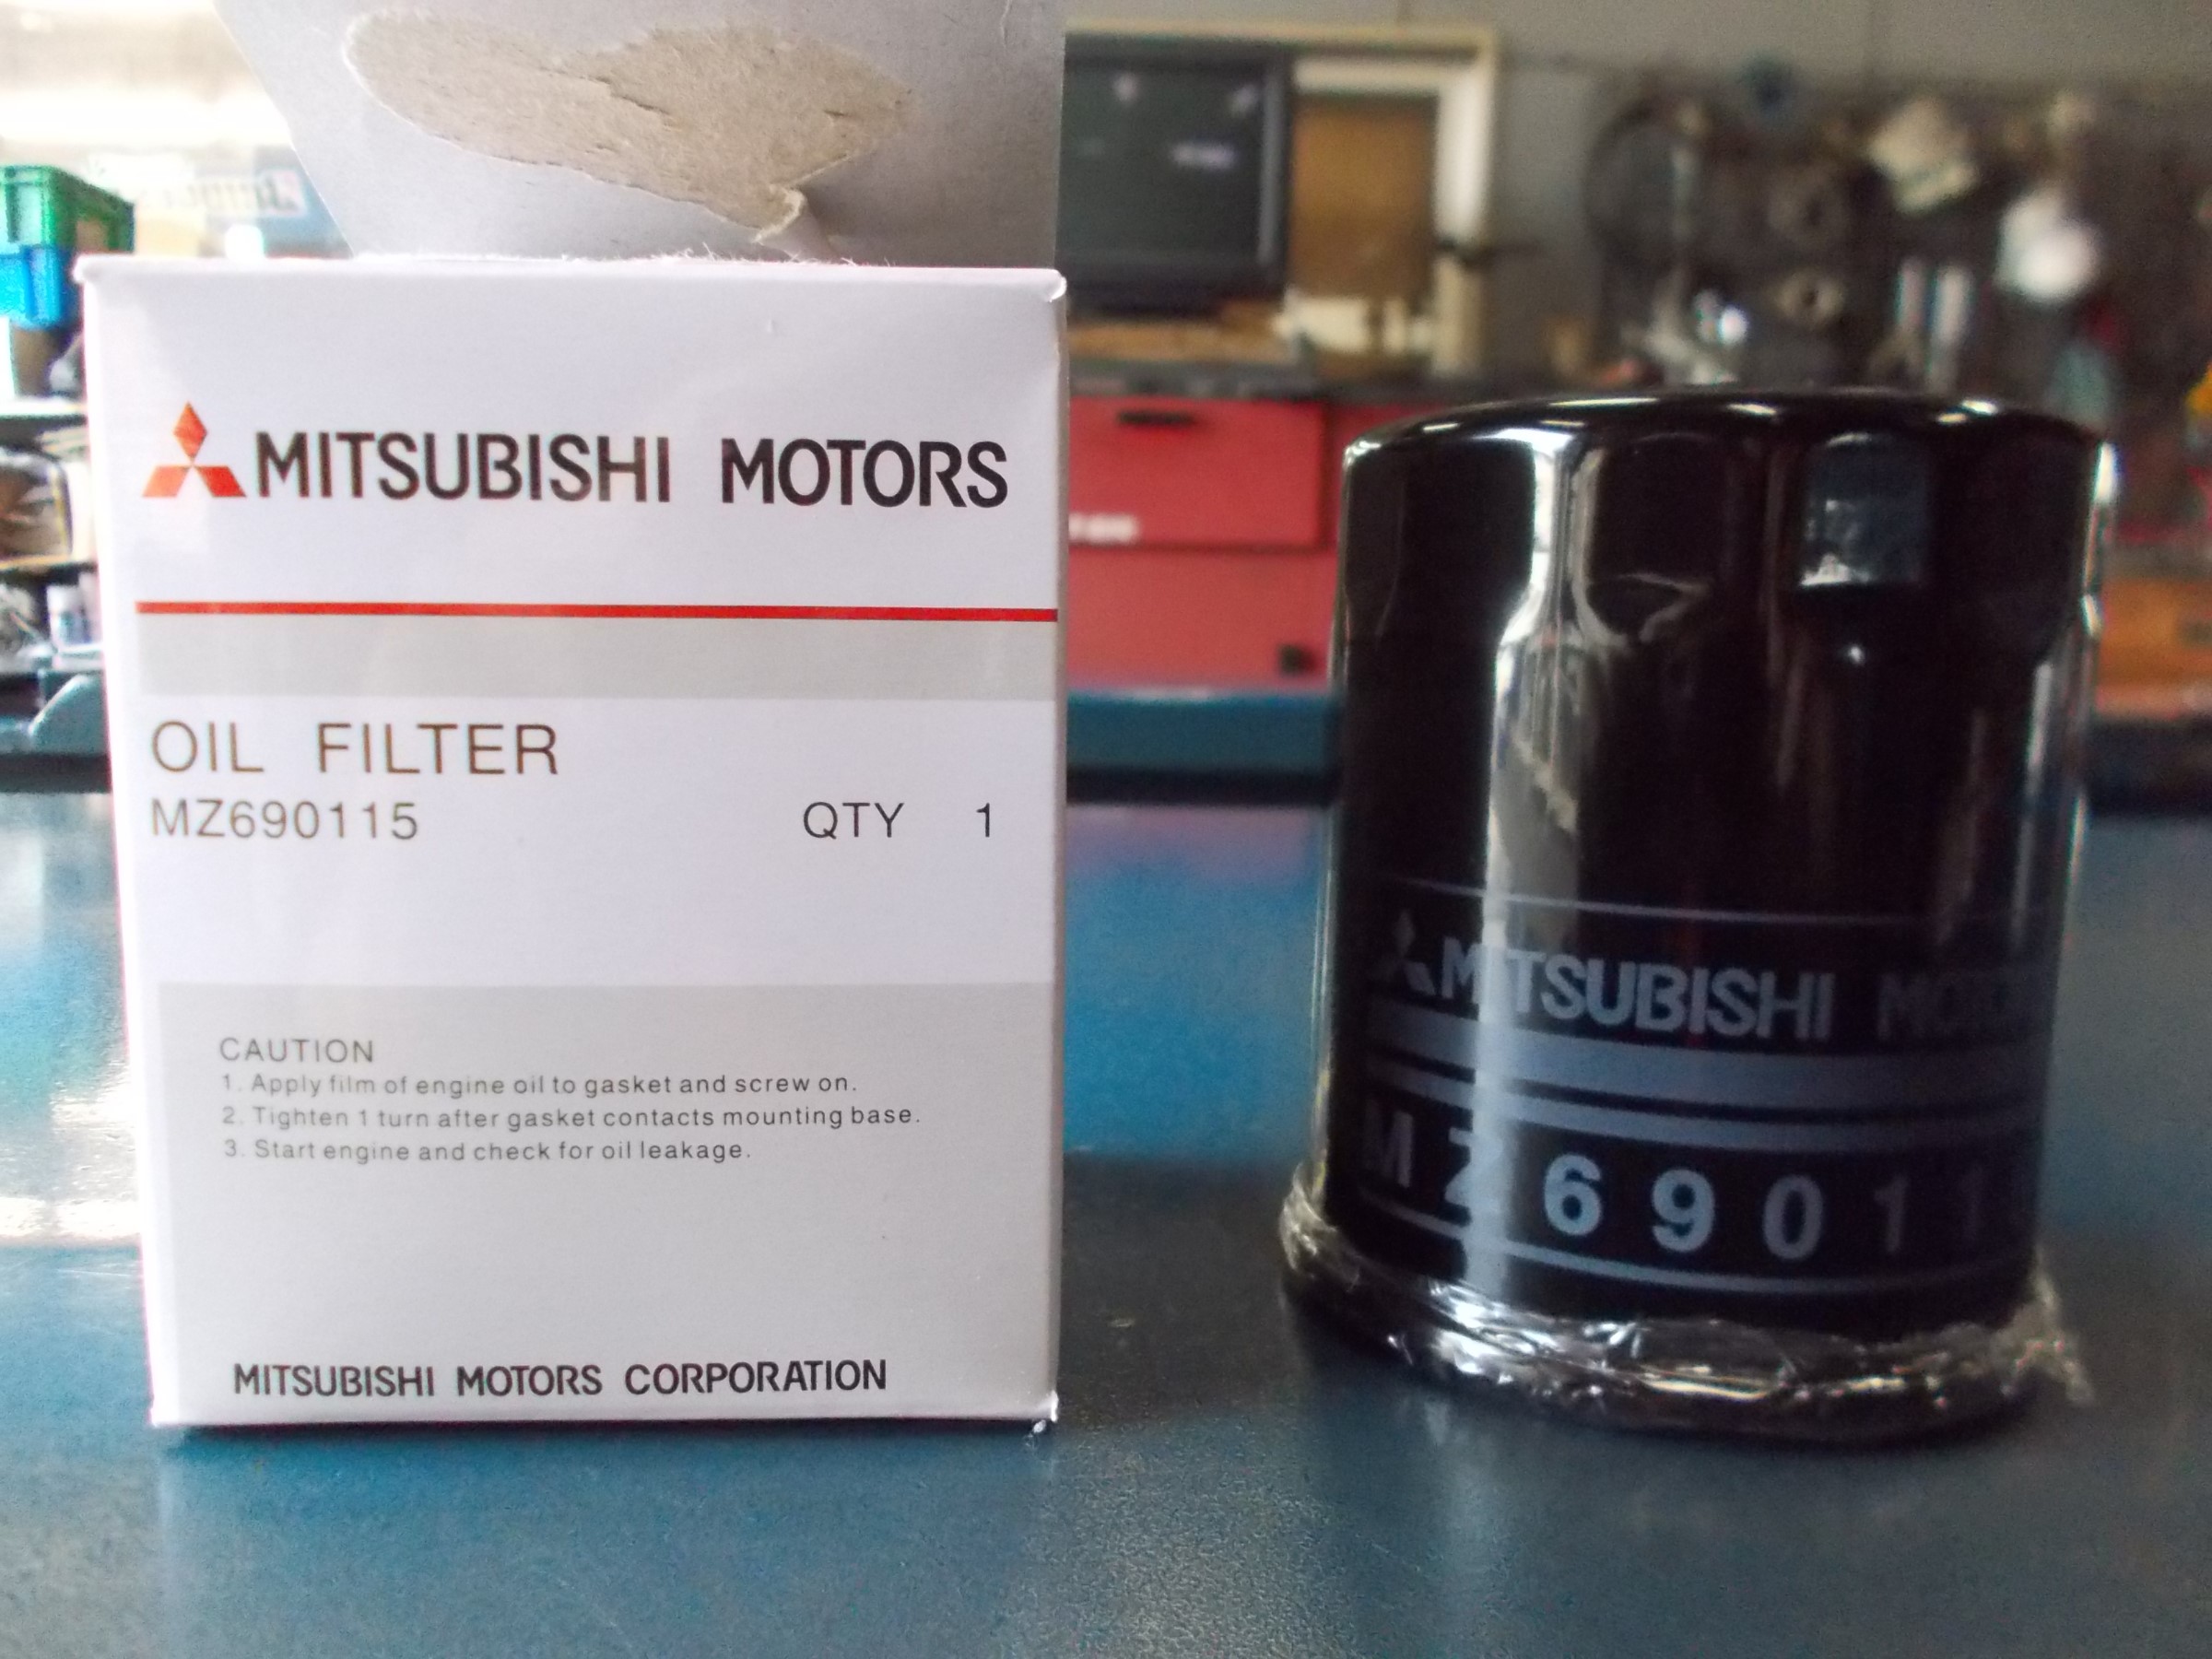 MITSUBISHI MOTORS
OIL FILTER
MZ690115 QTY 1
CAUTION
1. Apply film of engine oil to gasket and screw on.
2. Tighten 1 turn after gasket contacts mounting base.
3. Start engine and check for oil leakage.
MITSUBISHI MOTORS CORPORATION
MITSUBISHI MOTO
MZ69011